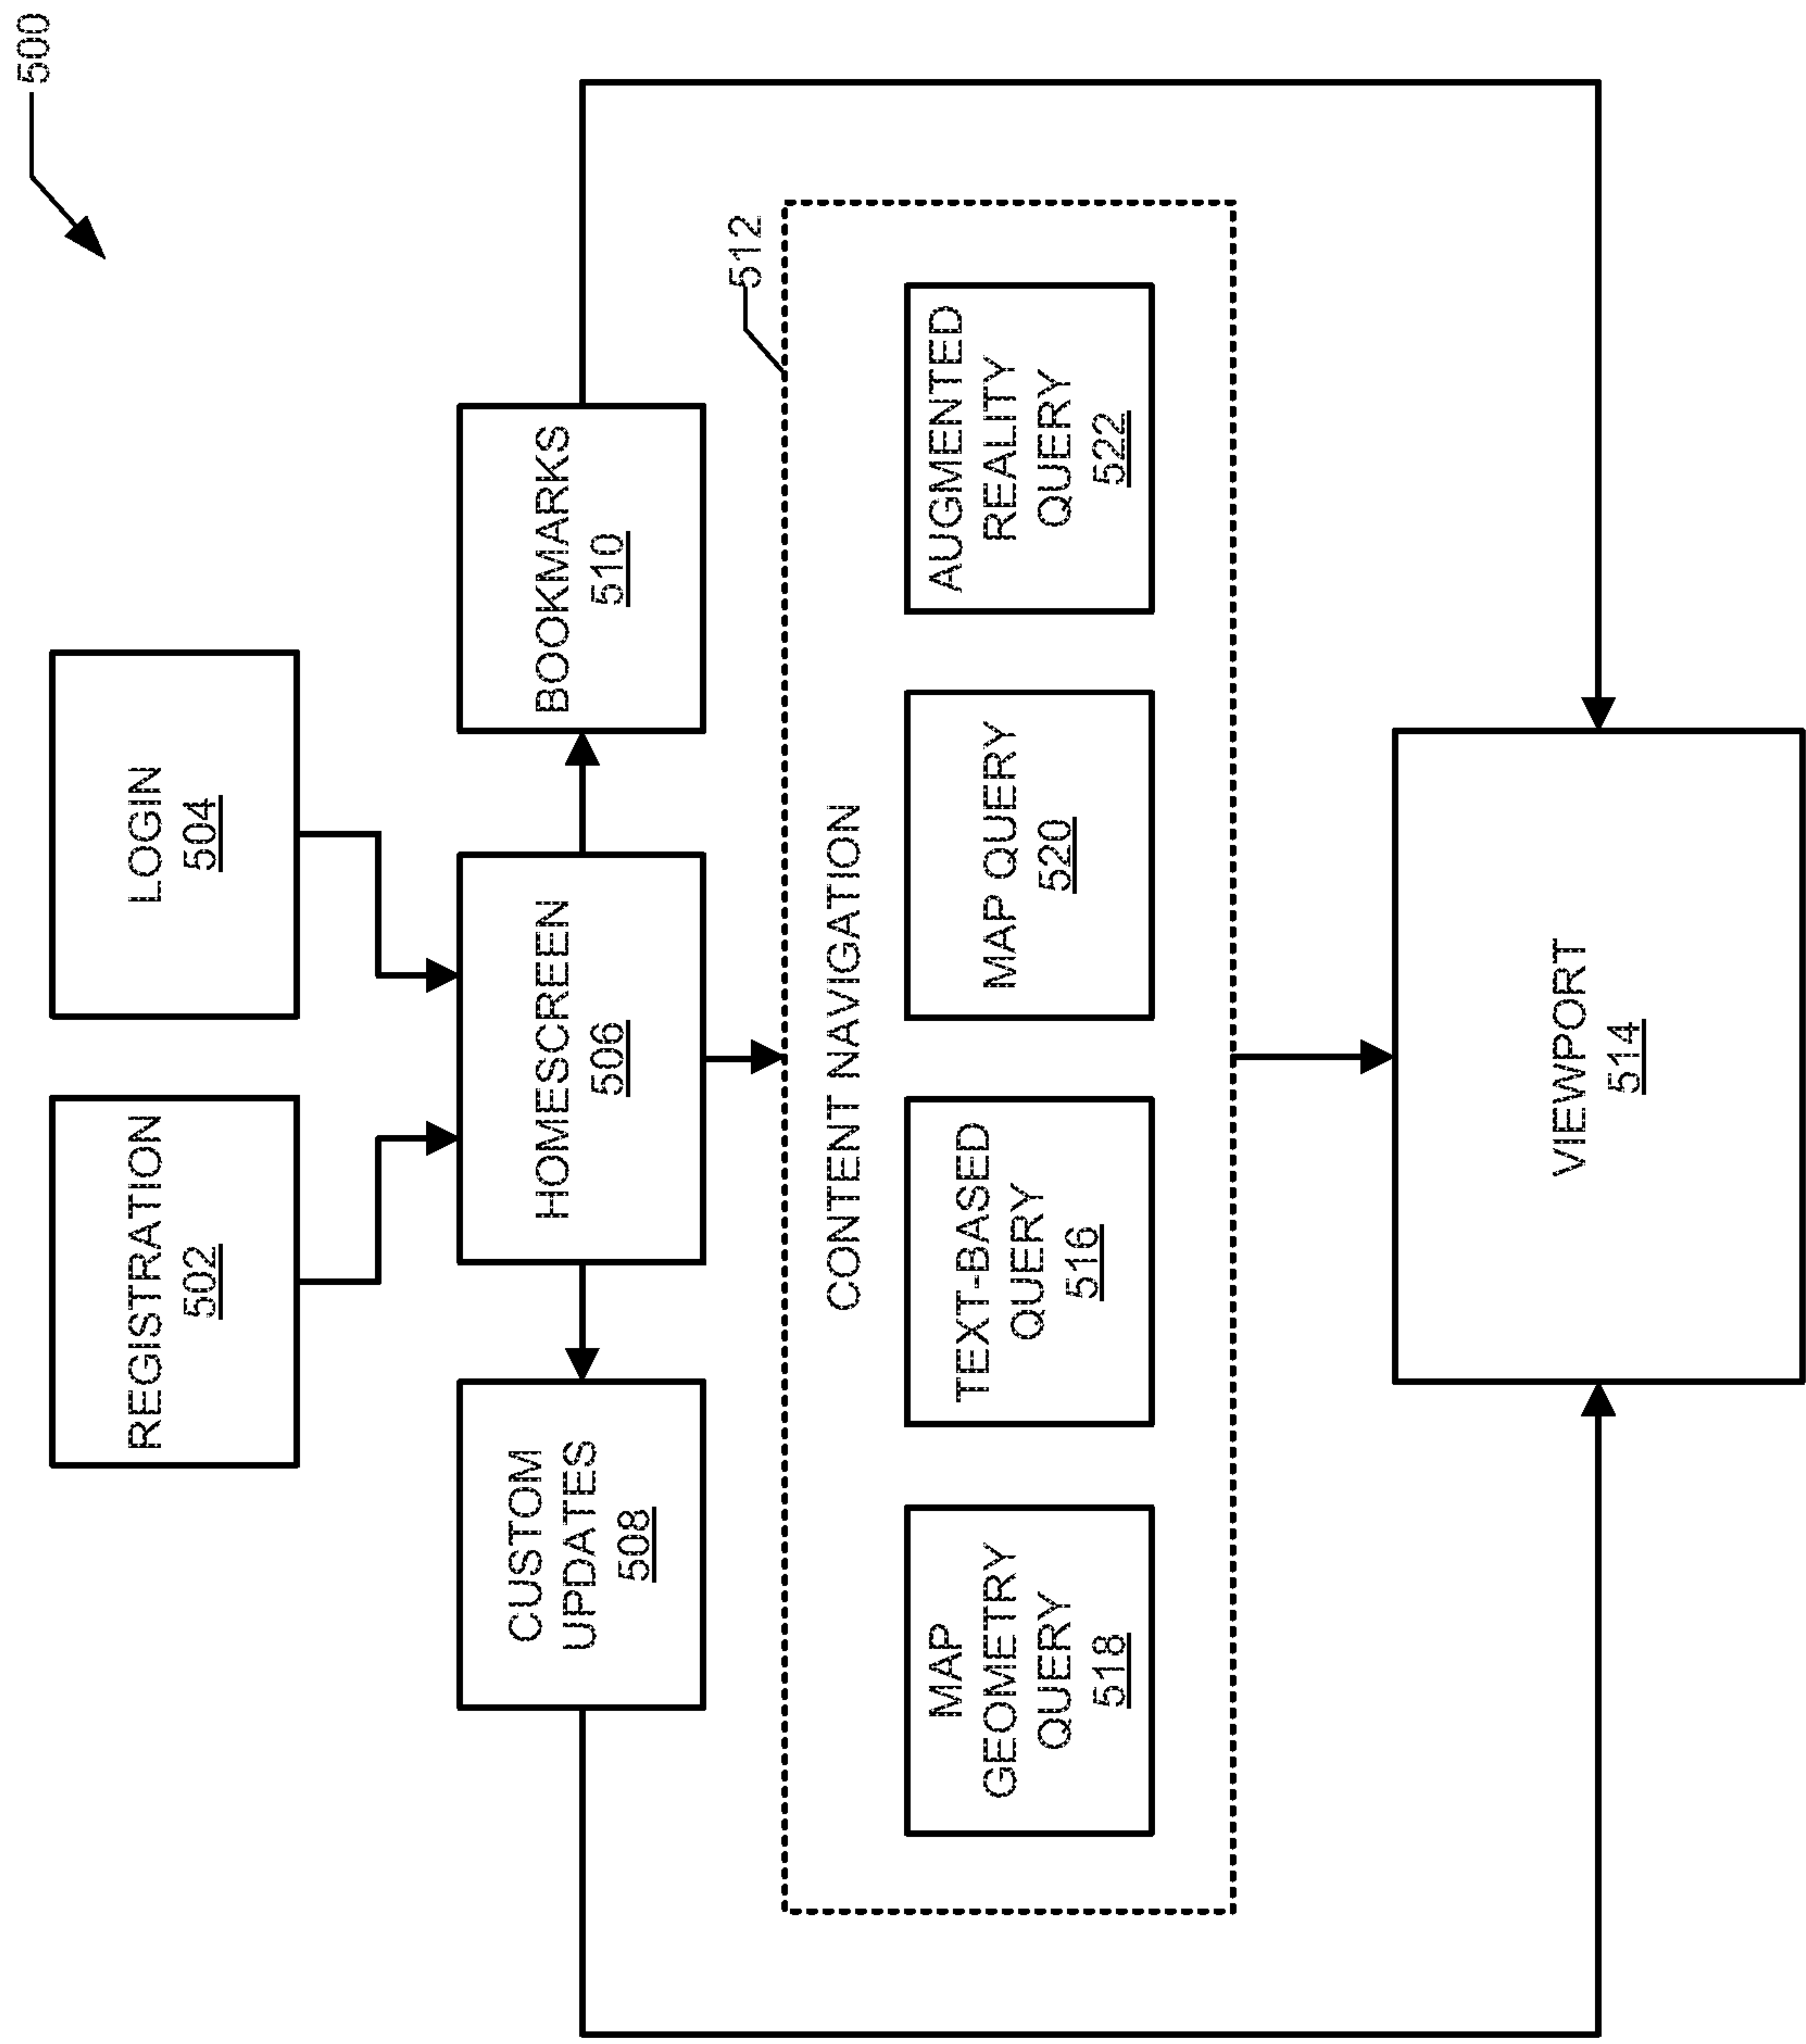 500
REGISTRATION
502
LOGIN
504
CUSTOM
UPDATES
508
HOMESCREEN
506
BOOKMARKS
510
512
CONTENT NAVIGATION
MAP
GEOMETRY
QUERY
518
TEXT-BASED
QUERY
516
MAP QUERY
520
AUGMENTED
REALITY
QUERY
522
VIEWPORT
514